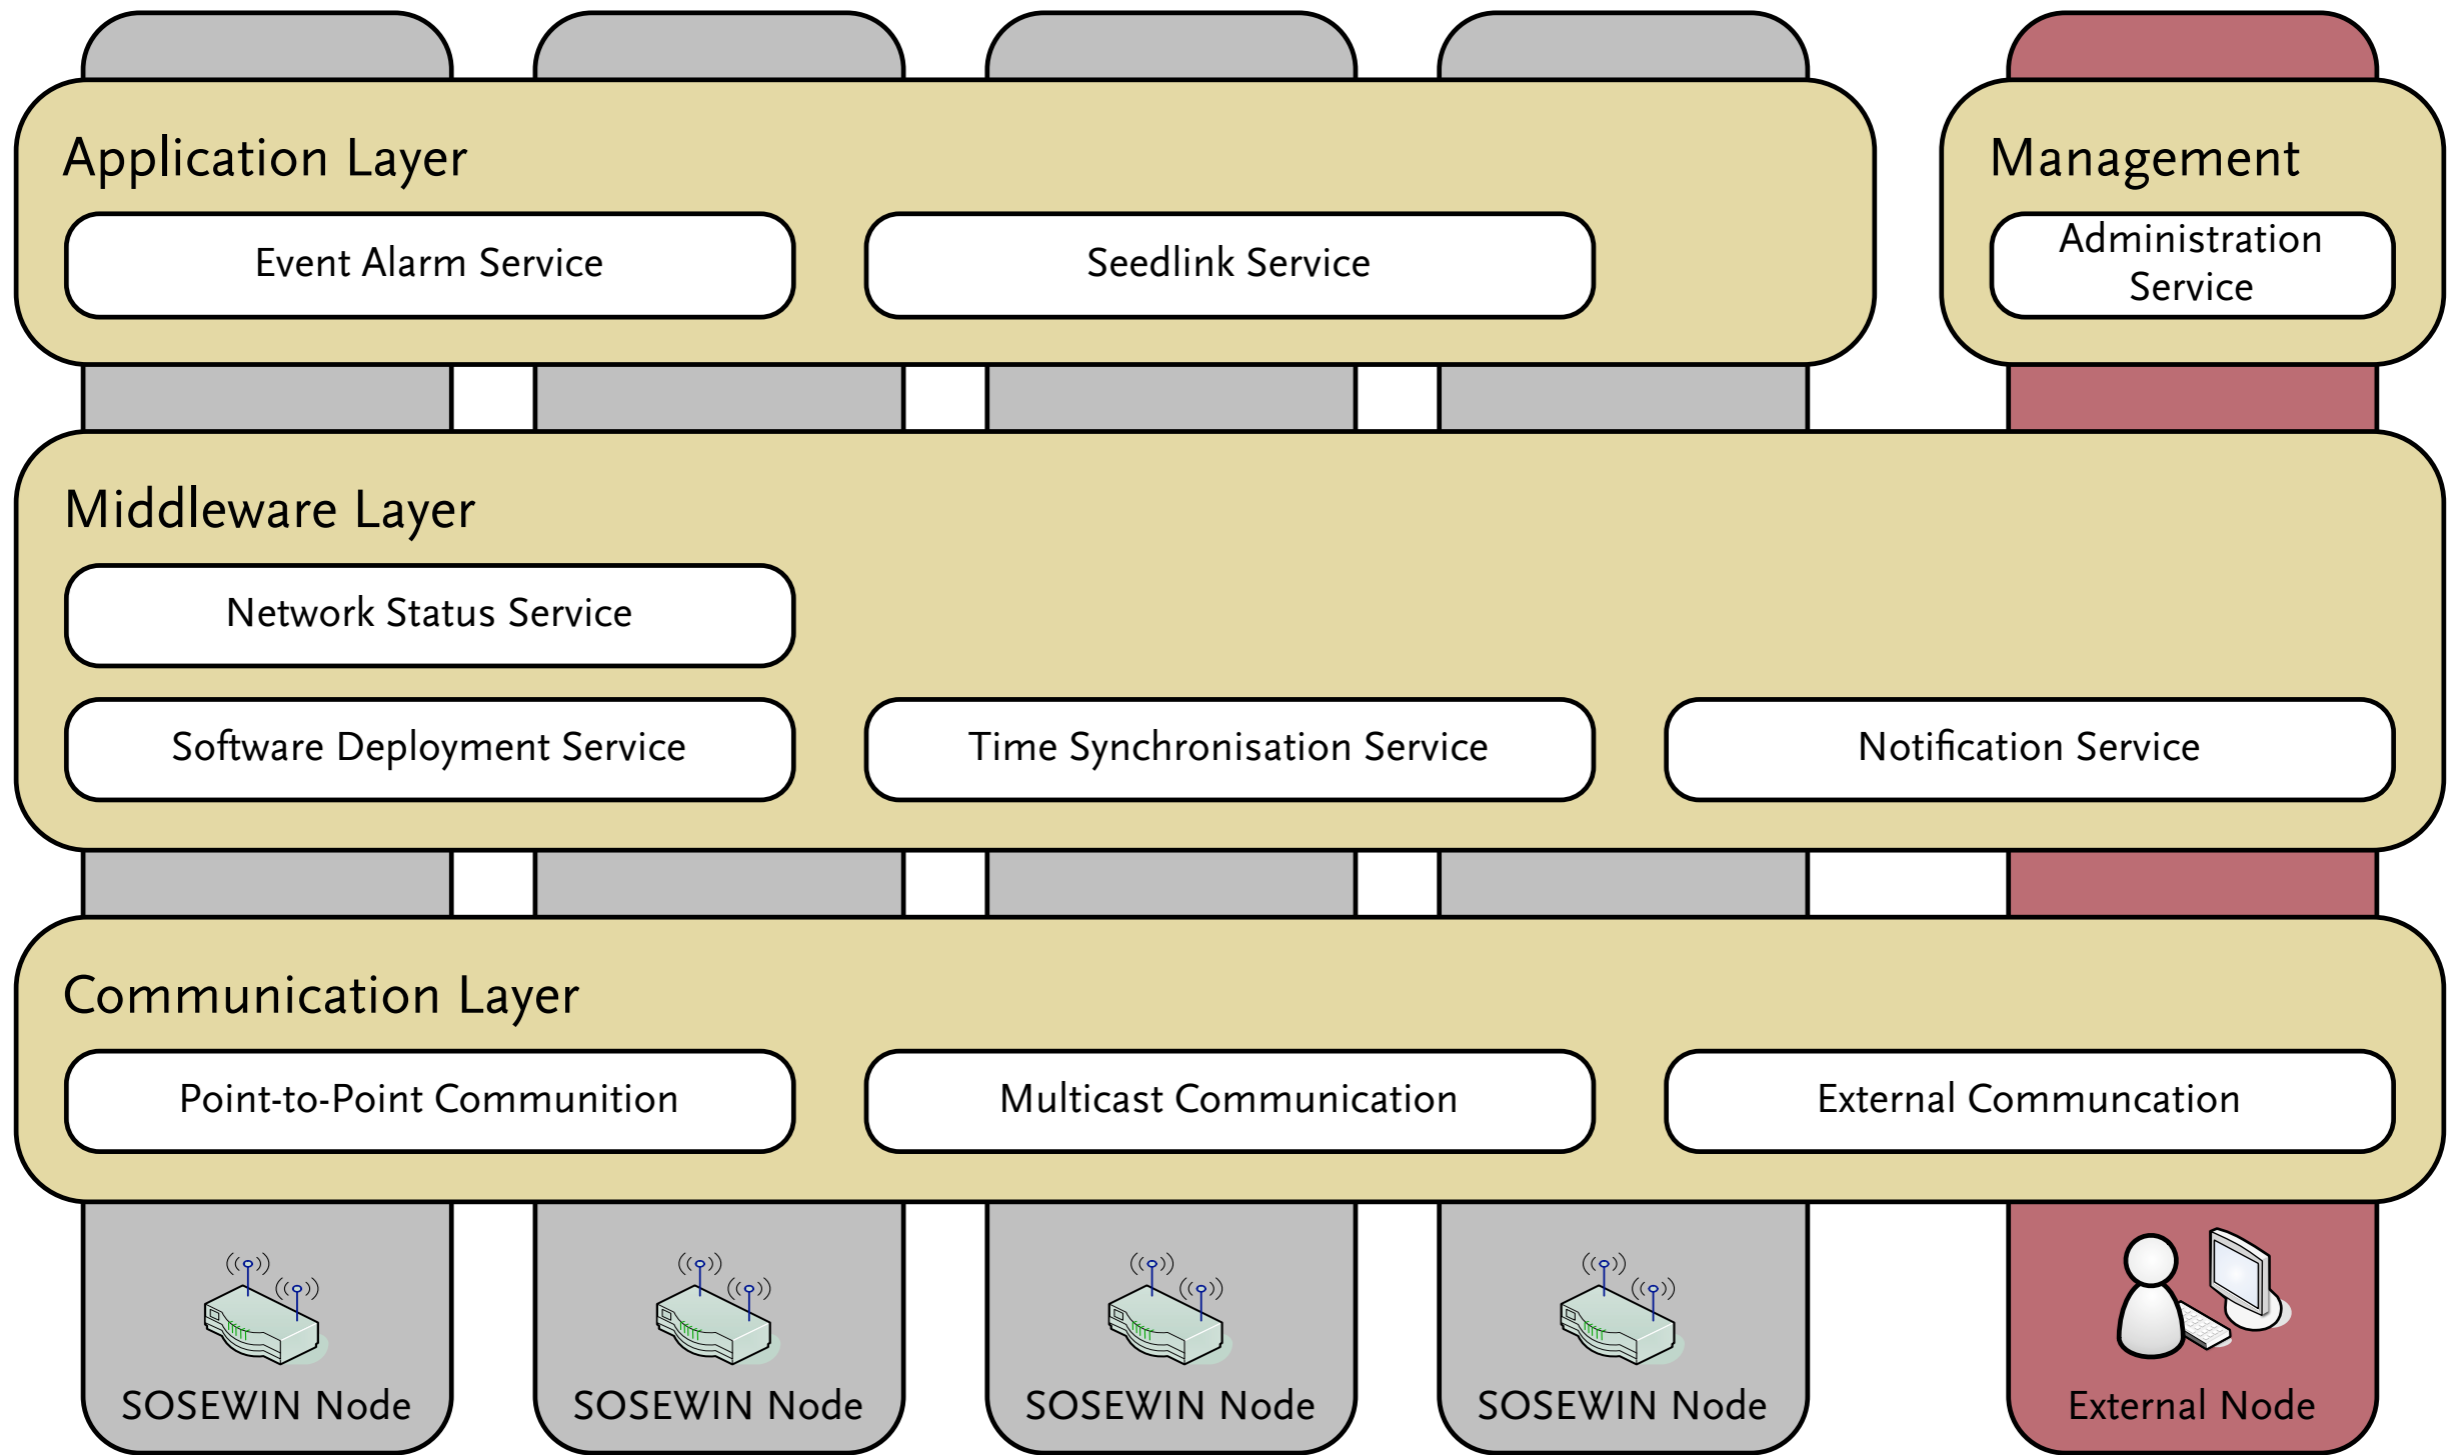 Application Layer
Management
Event Alarm Service
Seedlink Service
Administration
Service
Middleware Layer
Network Status Service
Software Deployment Service
Time Synchronisation Service
Notification Service
Communication Layer
Point-to-Point Communition
Multicast Communication
External Communcation
SOSEWIN Node
SOSEWIN Node
SOSEWIN Node
SOSEWIN Node
External Node